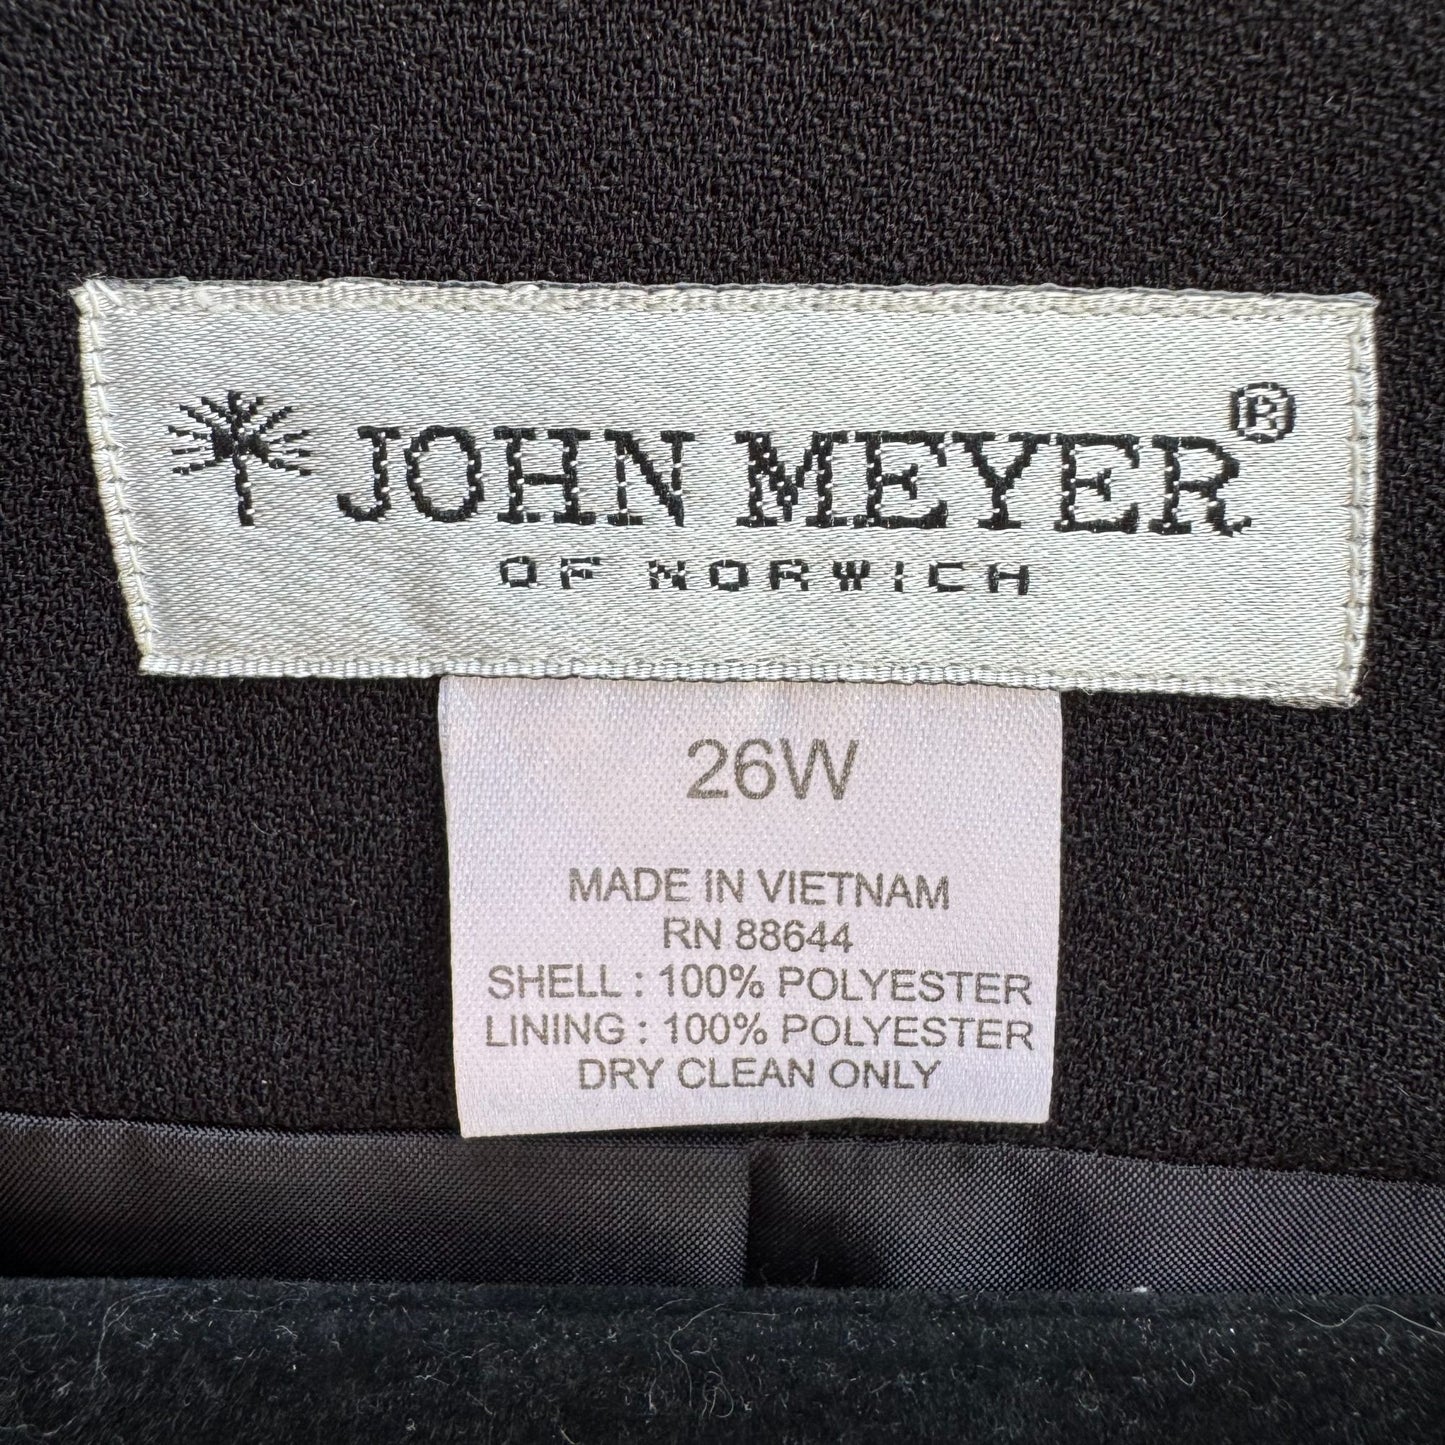 JOHN MEYER®
OF NORWICH
26W
MADE IN VIETNAM
RN 88644
SHELL : 100% POLYESTER
LINING : 100% POLYESTER
DRY CLEAN ONLY